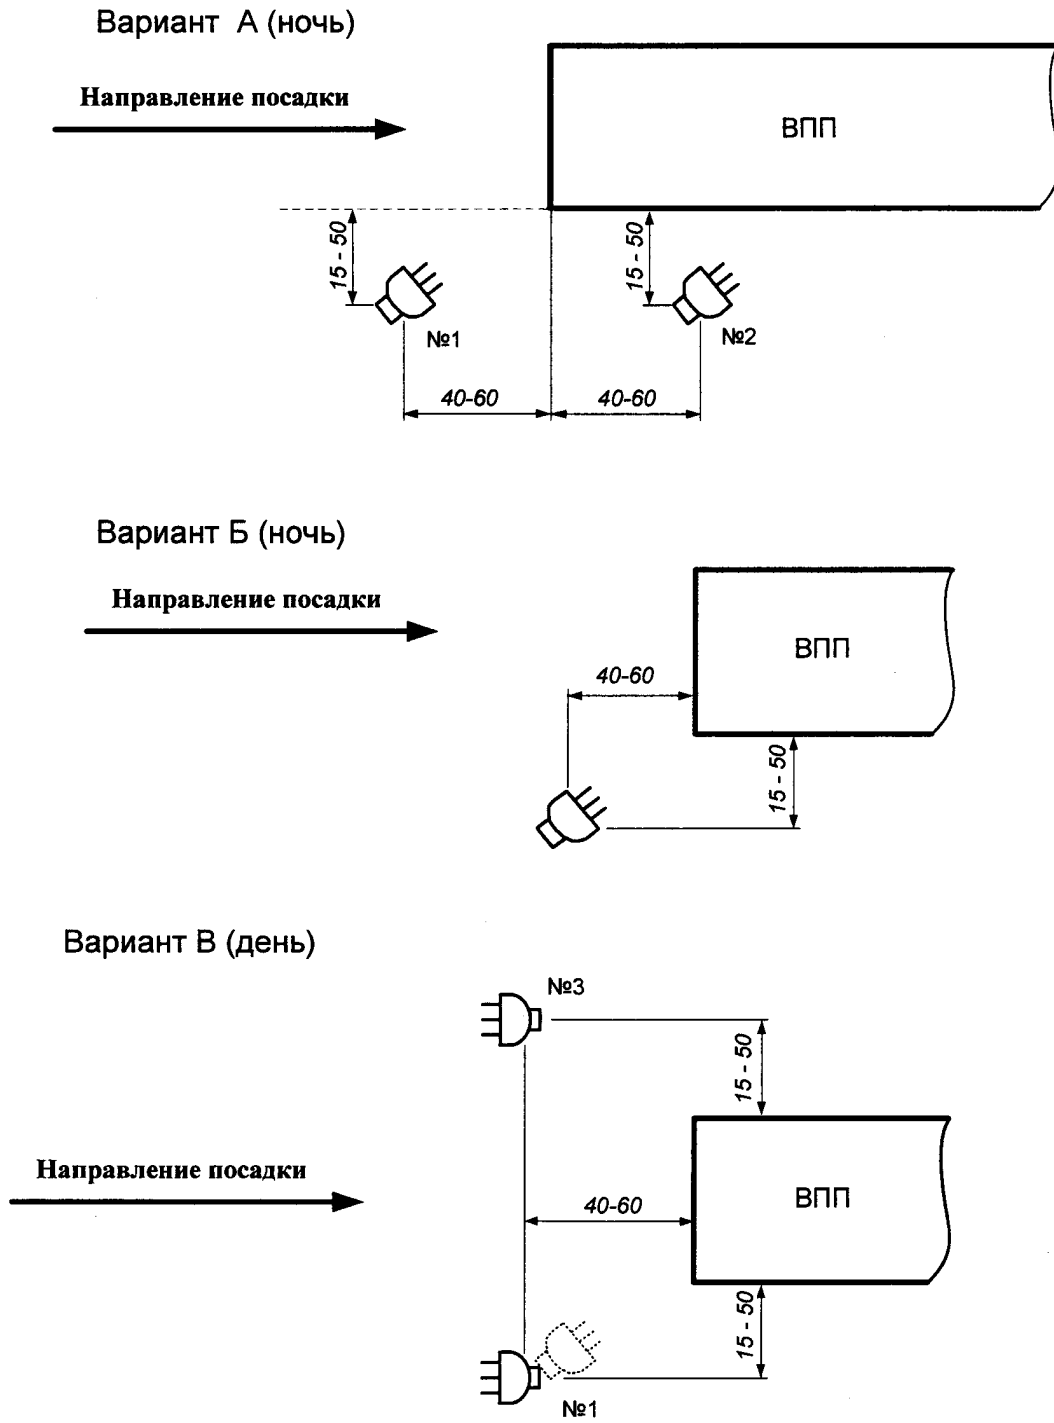 Вариант А (ночь)
Направление посадки
ВПП
15 - 50
15 - 50
№1
№2
40-60
40-60
Вариант Б (ночь)
Направление посадки
ВПП
40-60
15 - 50
Вариант В (день)
№3
15 - 50
Направление посадки
40-60
ВПП
15 - 50
№1